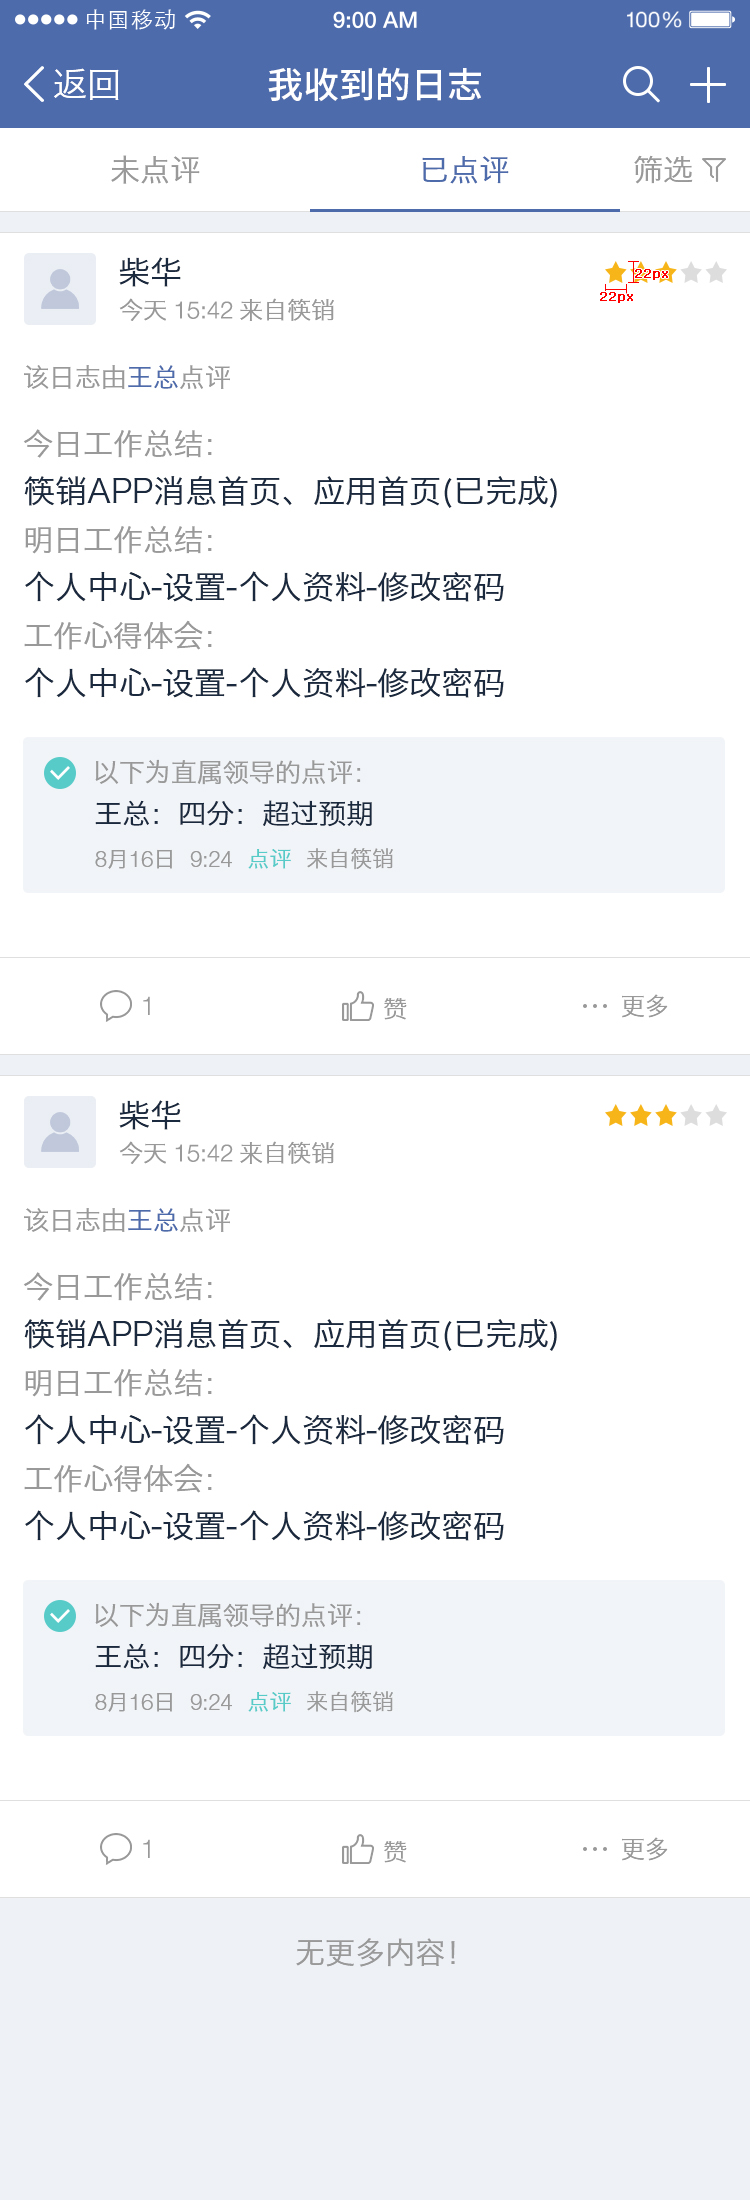 中国移动 9:00 AM 100%
返回 我收到的日志
未点评 已点评 筛选
柴华
22px
22px
今天 15:42 来自筷销
该日志由王总点评
今日工作总结：
筷销APP消息首页、应用首页(已完成)
明日工作总结：
个人中心-设置-个人资料-修改密码
工作心得体会：
个人中心-设置-个人资料-修改密码
以下为直属领导的点评：
王总：四分：超过预期
8月16日 9:24 点评 来自筷销
1 赞 更多
柴华
今天 15:42 来自筷销
该日志由王总点评
今日工作总结：
筷销APP消息首页、应用首页(已完成)
明日工作总结：
个人中心-设置-个人资料-修改密码
工作心得体会：
个人中心-设置-个人资料-修改密码
以下为直属领导的点评：
王总：四分：超过预期
8月16日 9:24 点评 来自筷销
1 赞 更多
无更多内容！